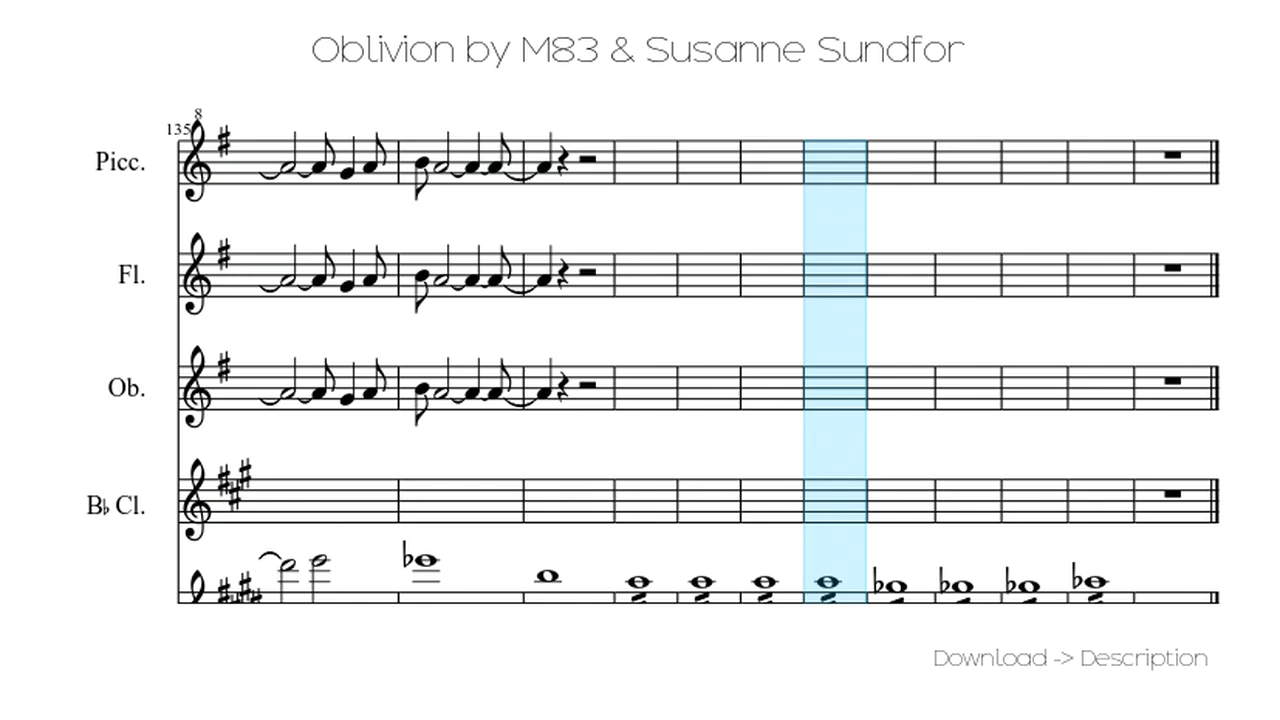 Oblivion by M83 & Susanne Sundfor
8
135
Picc.
Fl.
Ob.
B♭ Cl.
Download -> Description